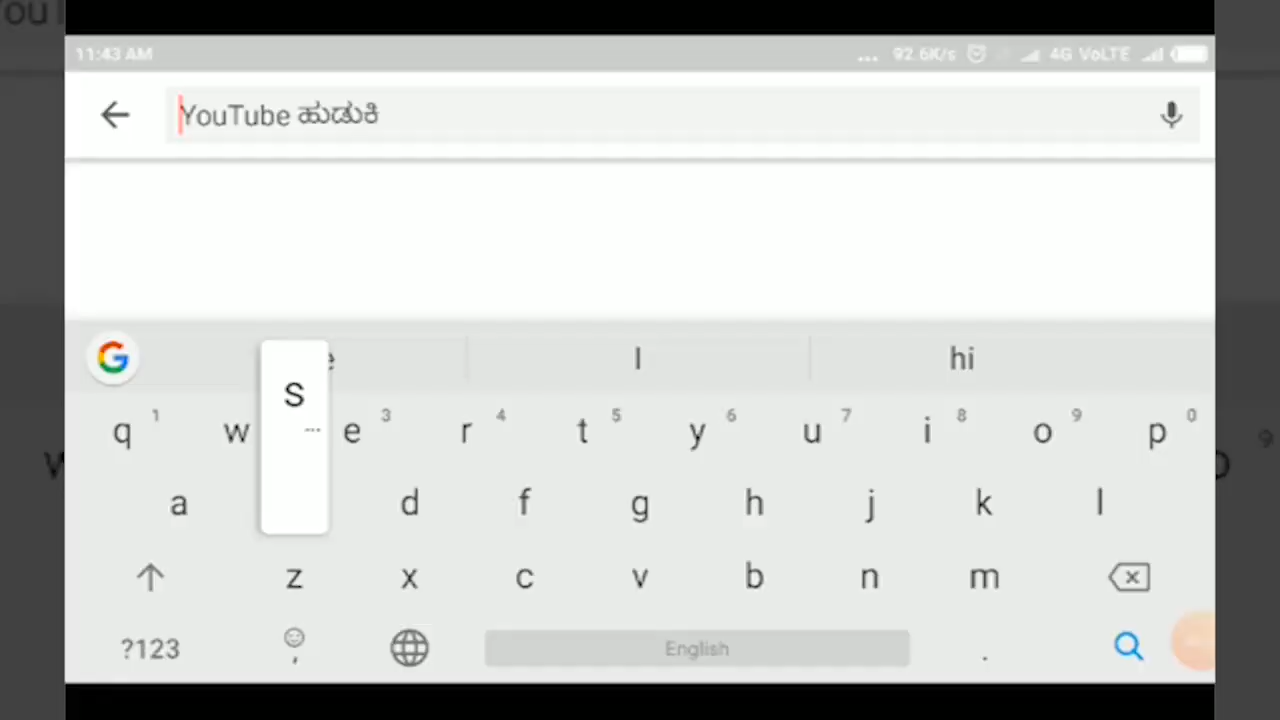 11:43 AM ... 92.6K/s 4G VoLTE
YouTube ಹುಡುಕಿ
I hi
S
q 1 w e 3 r 4 t 5 y 6 u 7 i 8 o 9 p 0
a d f g h j k l
z x c v b n m
?123 , English .